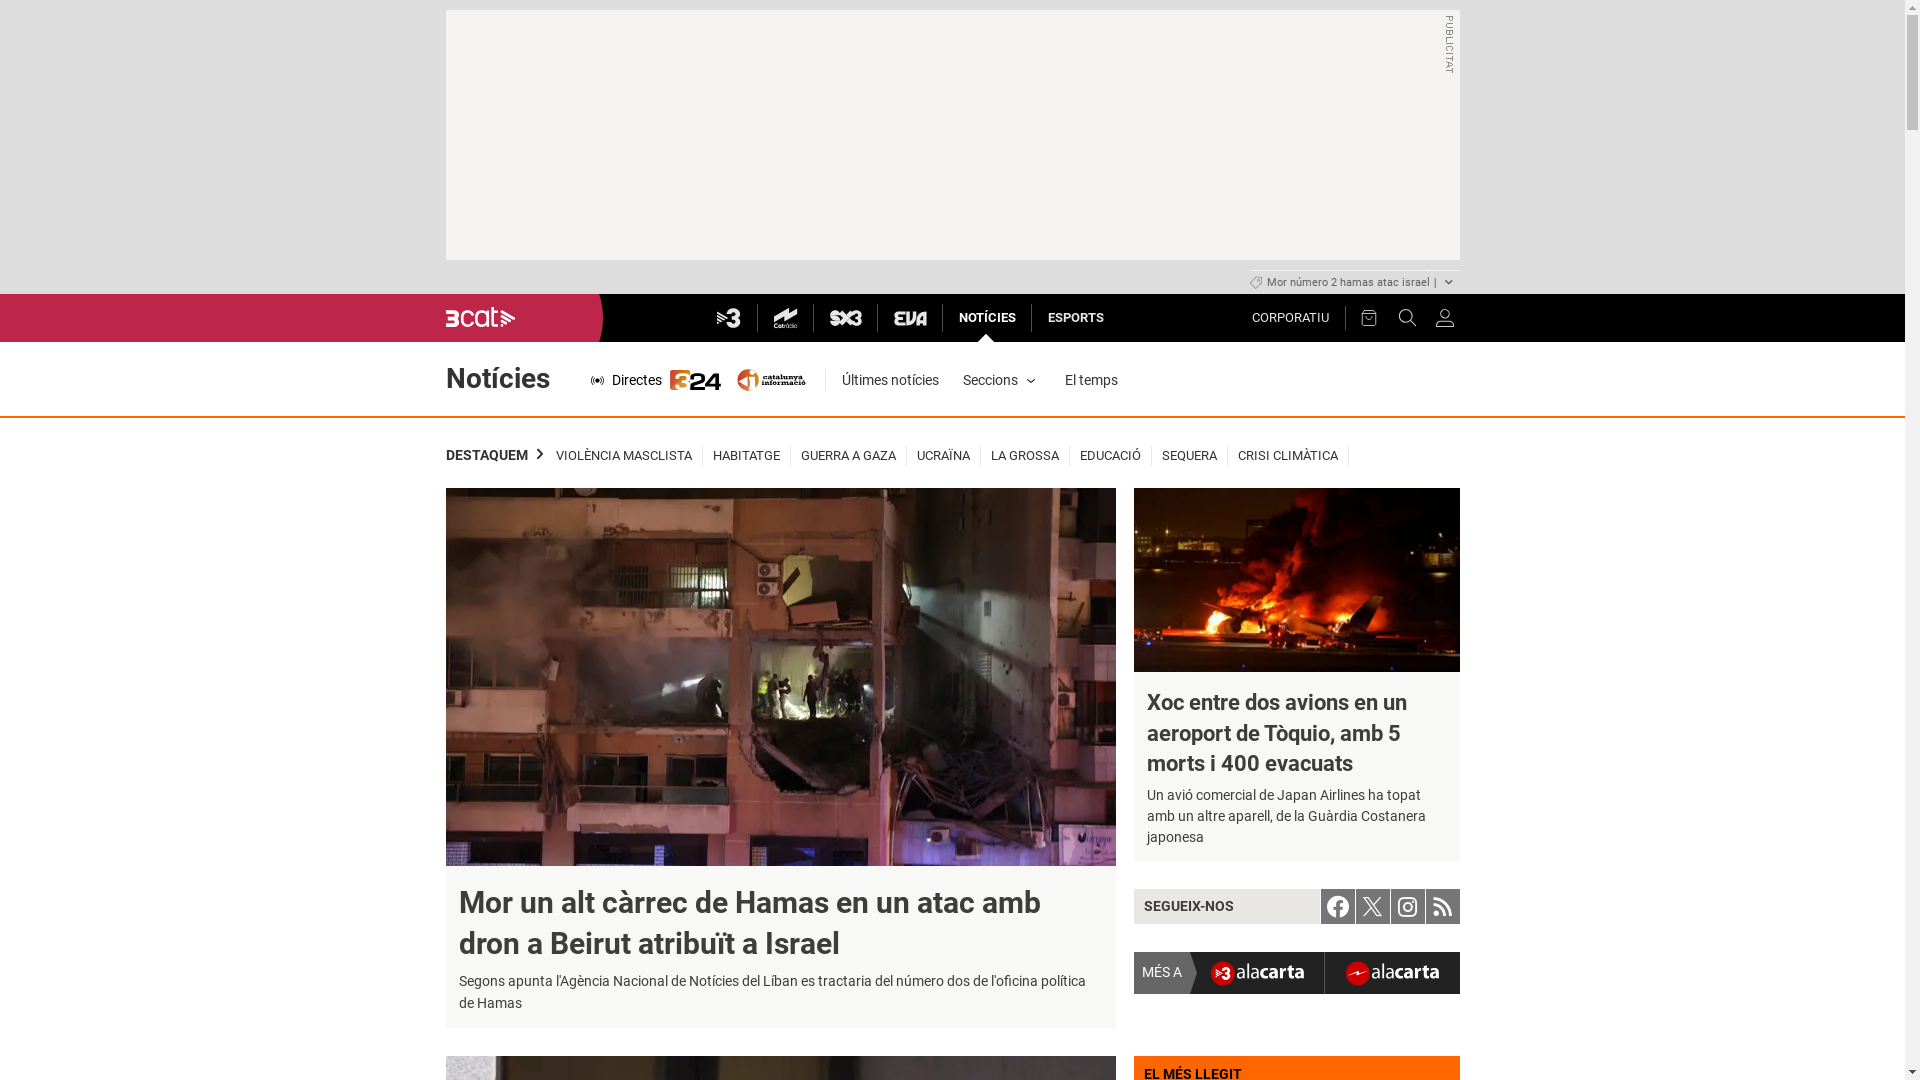 PUBLICITAT
Mor número 2 hamas atac israel |
3cat
3
Catràdio
SX3
EVA
NOTÍCIES
ESPORTS
CORPORATIU
Notícies
Directes
324
catalunya
informació
Últimes notícies
Seccions
El temps
DESTAQUEM
VIOLÈNCIA MASCLISTA
HABITATGE
GUERRA A GAZA
UCRAÏNA
LA GROSSA
EDUCACIÓ
SEQUERA
CRISI CLIMÀTICA
Mor un alt càrrec de Hamas en un atac amb
dron a Beirut atribuït a Israel
Segons apunta l'Agència Nacional de Notícies del Líban es tractaria del número dos de l'oficina política
de Hamas
Xoc entre dos avions en un
aeroport de Tòquio, amb 5
morts i 400 evacuats
Un avió comercial de Japan Airlines ha topat
amb un altre aparell, de la Guàrdia Costanera
japonesa
SEGUEIX-NOS
MÉS A
3 alacarta
alacarta
EL MÉS LLEGIT